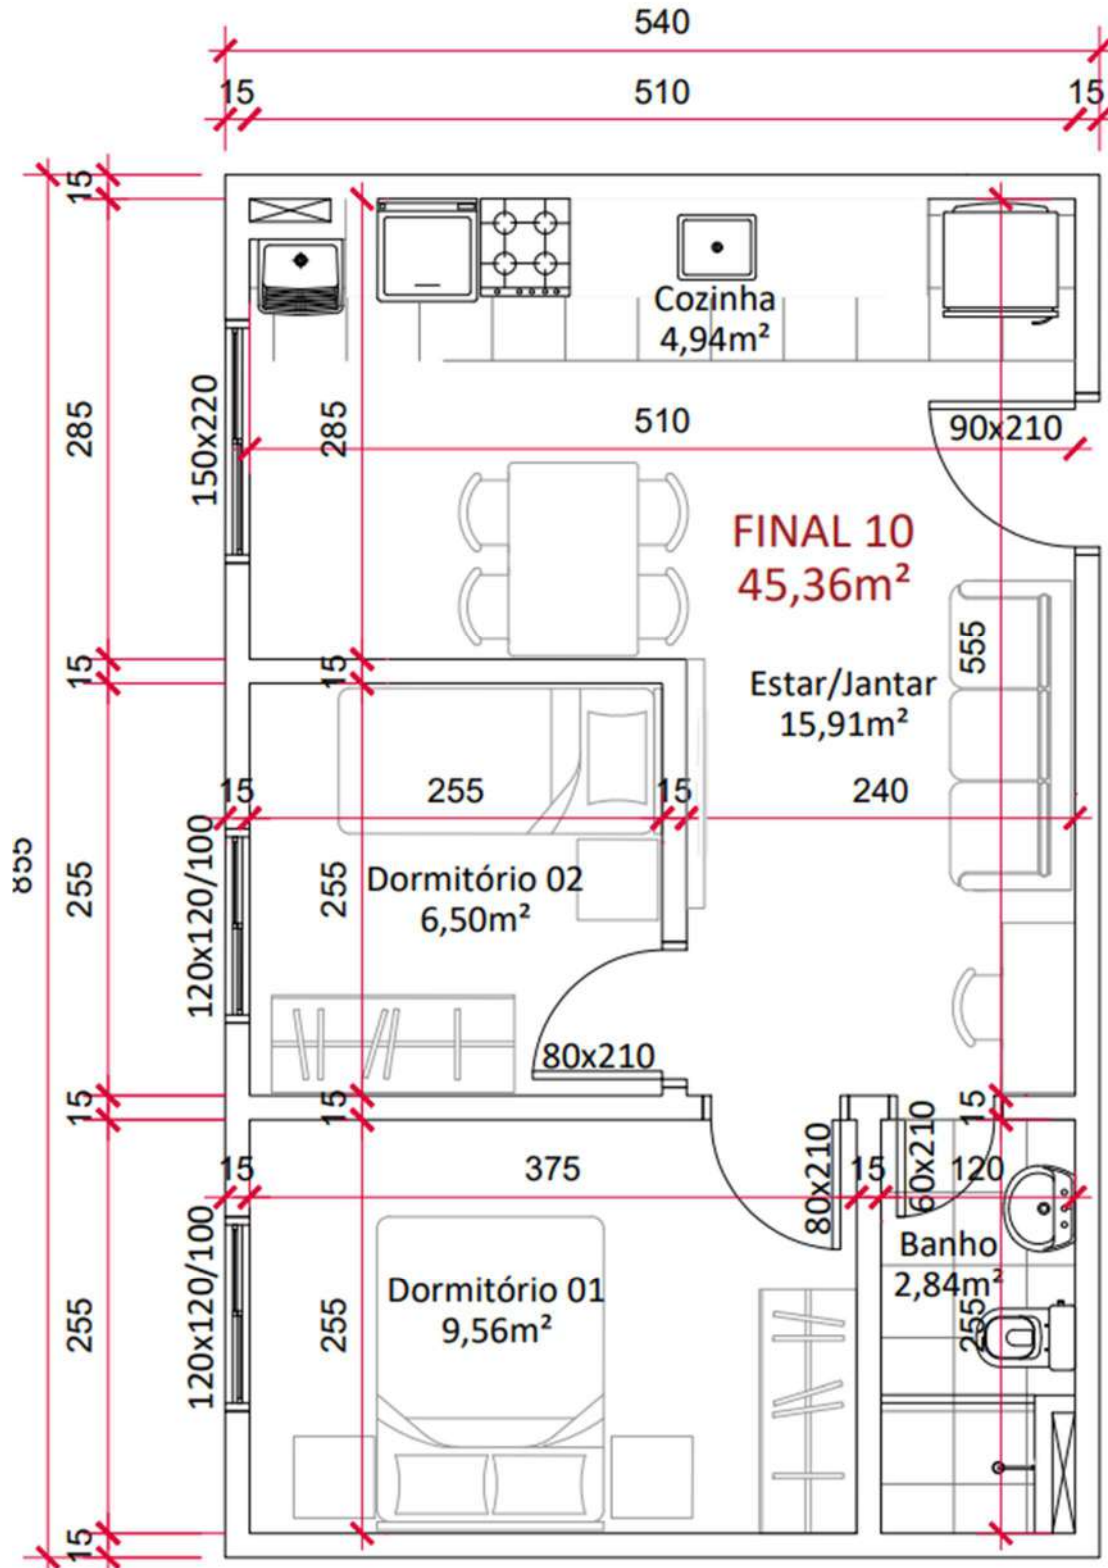 540
15
510
15
15
Cozinha
4,94m²
285
150x220
285
510
90x210
FINAL 10
45,36m²
555
15
15
Estar/Jantar
15,91m²
15
255
15
240
855
255
120x120/100
255
Dormitório 02
6,50m²
80x210
15
15
15
15
375
80x210
15
60x210
120
Banho
2,84m²
120x120/100
Dormitório 01
9,56m²
255
255
255
15